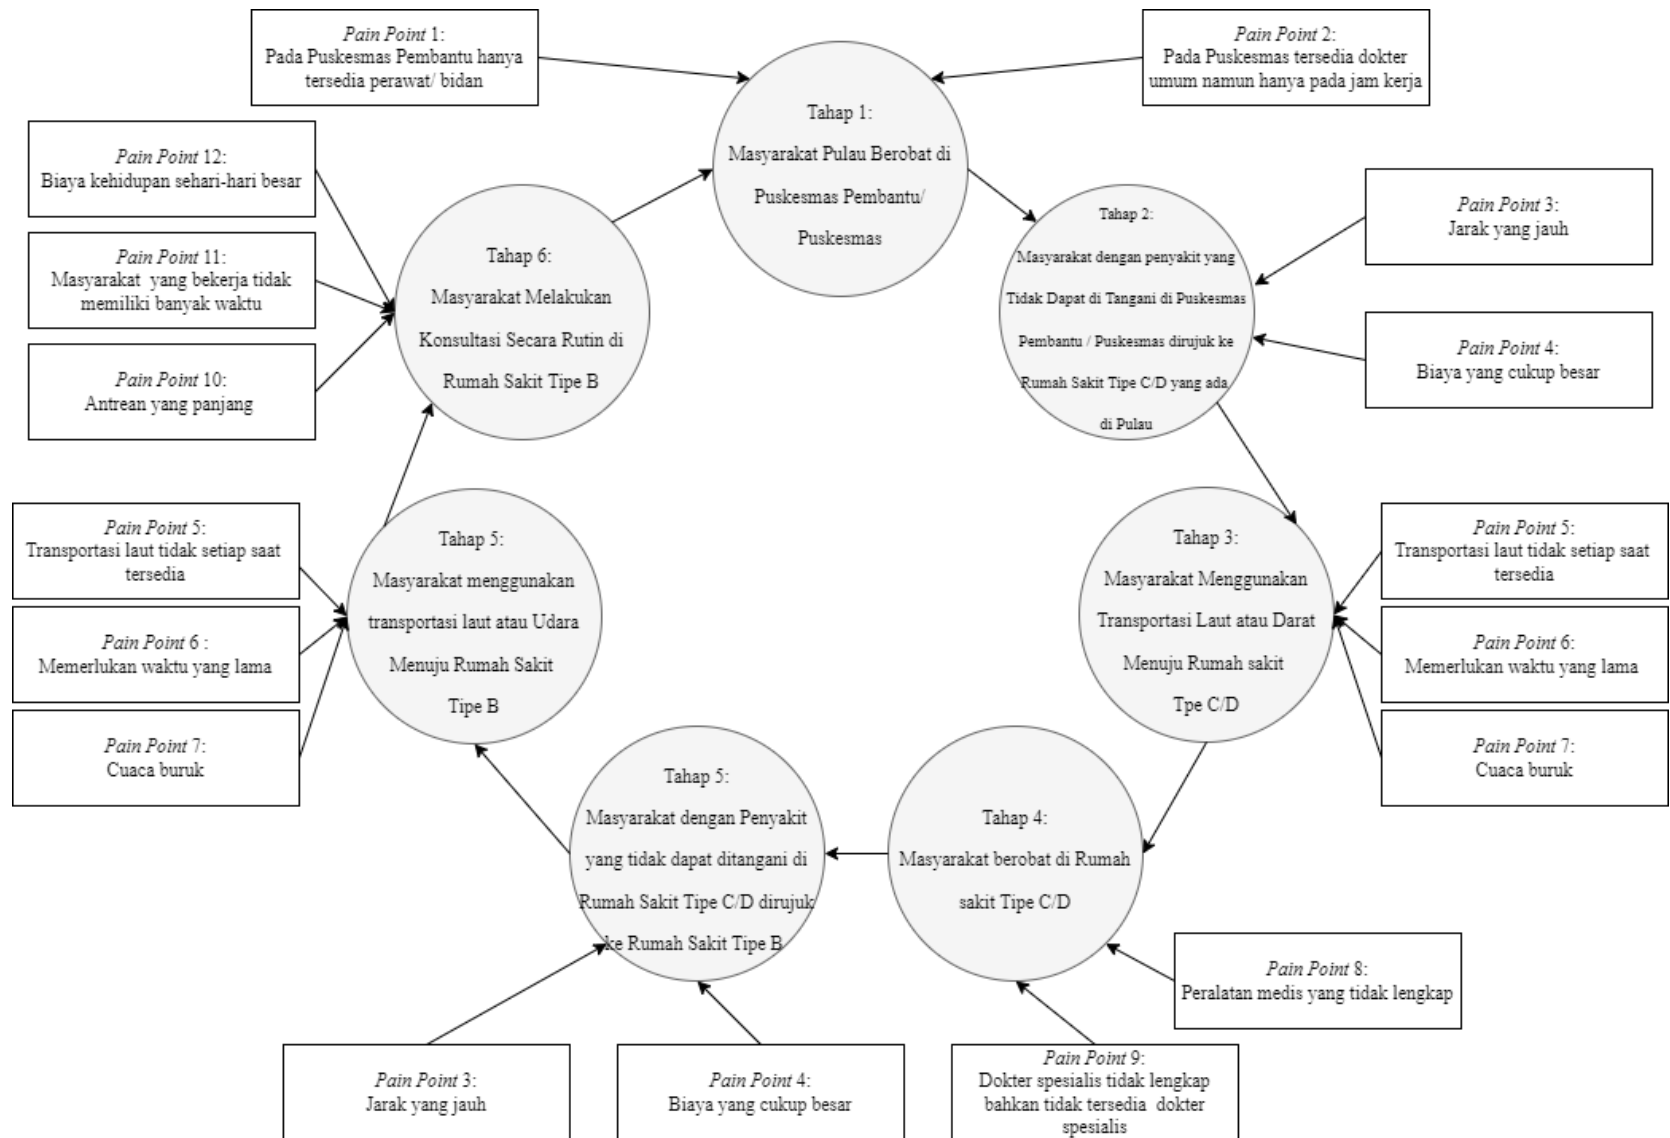 Pain Point 1:
Pada Puskesmas Pembantu hanya
tersedia perawat/ bidan
Pain Point 2:
Pada Puskesmas tersedia dokter
umum namun hanya pada jam kerja
Tahap 1:
Masyarakat Pulau Berobat di
Puskesmas Pembantu/
Puskesmas
Pain Point 12:
Biaya kehidupan sehari-hari besar
Pain Point 11:
Masyarakat yang bekerja tidak
memiliki banyak waktu
Pain Point 10:
Antrean yang panjang
Tahap 6:
Masyarakat Melakukan
Konsultasi Secara Rutin di
Rumah Sakit Tipe B
Tahap 2:
Masyarakat dengan penyakit yang
Tidak Dapat di Tangani di Puskesmas
Pembantu / Puskesmas dirujuk ke
Rumah Sakit Tipe C/D yang ada
di Pulau
Pain Point 3:
Jarak yang jauh
Pain Point 4:
Biaya yang cukup besar
Pain Point 5:
Transportasi laut tidak setiap saat
tersedia
Pain Point 6 :
Memerlukan waktu yang lama
Pain Point 7:
Cuaca buruk
Tahap 5:
Masyarakat menggunakan
transportasi laut atau Udara
Menuju Rumah Sakit
Tipe B
Tahap 3:
Masyarakat Menggunakan
Transportasi Laut atau Darat
Menuju Rumah sakit
Tpe C/D
Pain Point 5:
Transportasi laut tidak setiap saat
tersedia
Pain Point 6:
Memerlukan waktu yang lama
Pain Point 7:
Cuaca buruk
Tahap 5:
Masyarakat dengan Penyakit
yang tidak dapat ditangani di
Rumah Sakit Tipe C/D dirujuk
ke Rumah Sakit Tipe B
Tahap 4:
Masyarakat berobat di Rumah
sakit Tipe C/D
Pain Point 8:
Peralatan medis yang tidak lengkap
Pain Point 3:
Jarak yang jauh
Pain Point 4:
Biaya yang cukup besar
Pain Point 9:
Dokter spesialis tidak lengkap
bahkan tidak tersedia dokter
spesialis